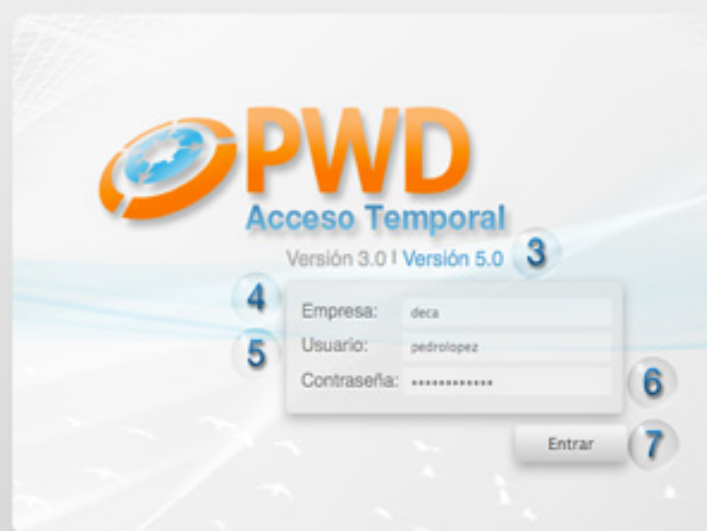 PWD
Acceso Temporal
Versión 3.0 | Versión 5.0 3
4 Empresa: deca
5 Usuario: pedrolopez
Contraseña: •••••••••••• 6
Entrar 7